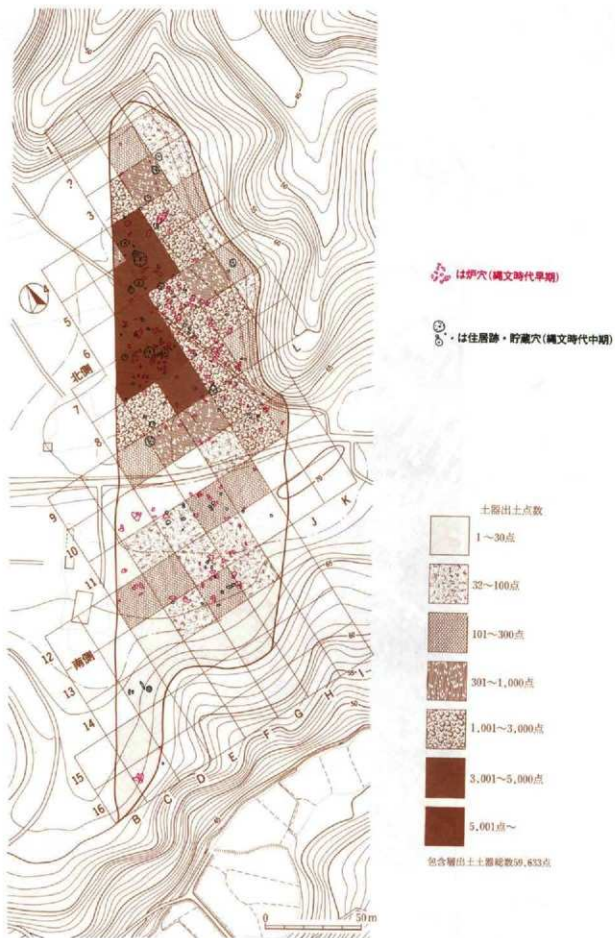 1
2
3
4
5
6
北側
7
8
9
10
11
12
南側
13
14
15
16
B
C
D
E
F
G
H
I
J
K
L
0 50m
は炉穴(縄文時代早期)
は住居跡・貯蔵穴(縄文時代中期)
土器出土点数
1〜30点
32〜100点
101〜300点
301〜1,000点
1,001〜3,000点
3,001〜5,000点
5,001点〜
包含層出土土器総数59,633点